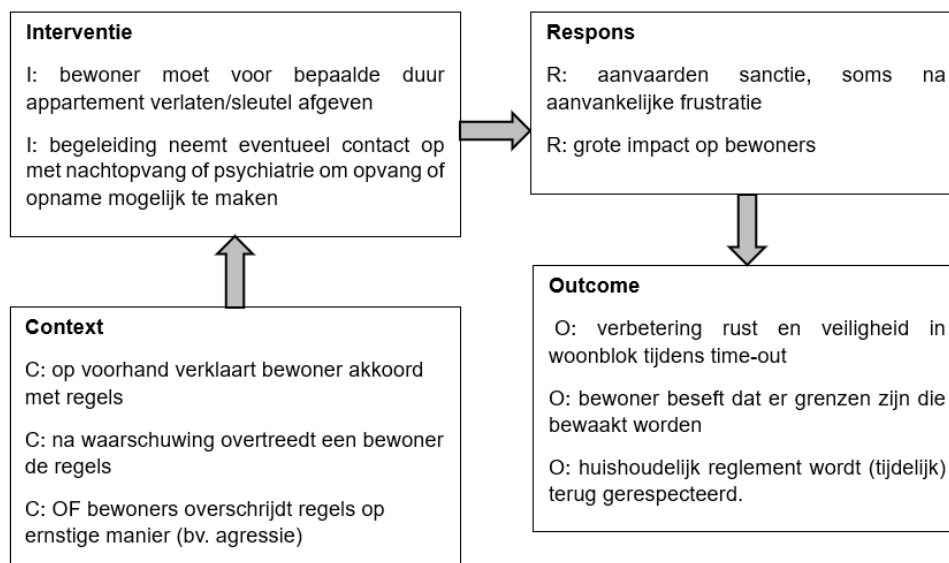 Interventie
I: bewoner moet voor bepaalde duur
appartement verlaten/sleutel afgeven
I: begeleiding neemt eventueel contact op
met nachtopvang of psychiatrie om opvang of
opname mogelijk te maken
Respons
R: aanvaarden sanctie, soms na
aanvankelijke frustratie
R: grote impact op bewoners
Context
C: op voorhand verklaart bewoner akkoord
met regels
C: na waarschuwing overtreedt een bewoner
de regels
C: OF bewoners overschrijdt regels op
ernstige manier (bv. agressie)
Outcome
O: verbetering rust en veiligheid in
woonblok tijdens time-out
O: bewoner beseft dat er grenzen zijn die
bewaakt worden
O: huishoudelijk reglement wordt (tijdelijk)
terug gerespecteerd.